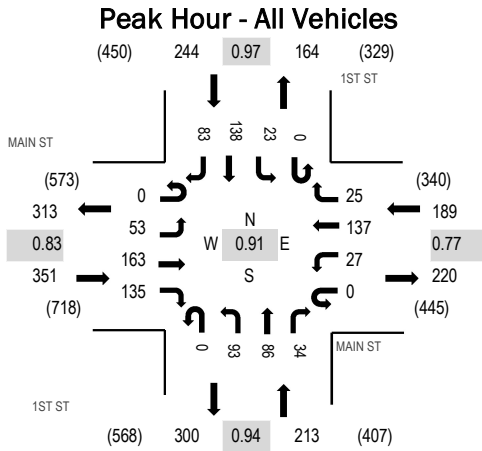 Peak Hour - All Vehicles
(450) 244 0.97 164 (329)
1ST ST
83 138 23 0
MAIN ST
(573) 0 25 (340)
313 189
53 N 137
0.83 W 0.91 E 0.77
163 S 27
351 220
135 0
(718) (445)
0 93 86 34
MAIN ST
1ST ST
(568) 300 0.94 213 (407)